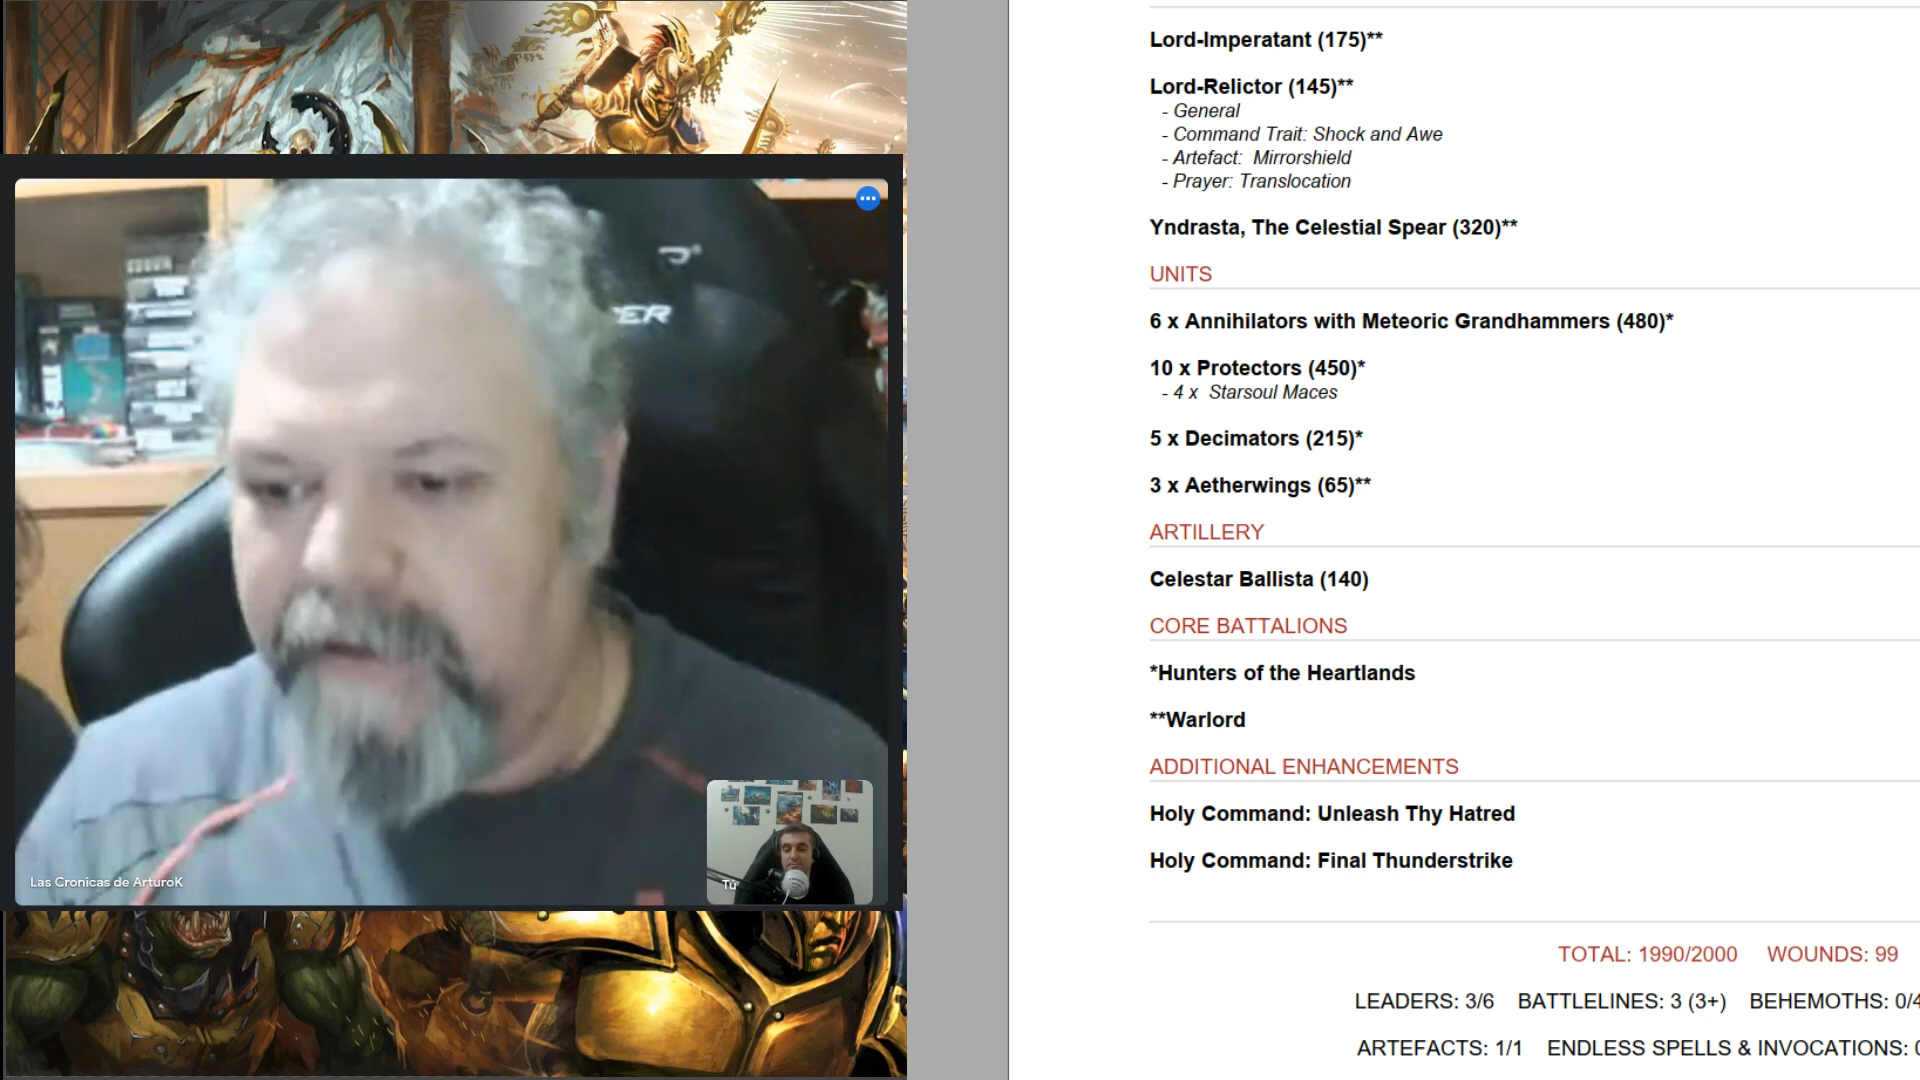 Las Cronicas de ArturoK
Tú
Lord-Imperatant (175)**
Lord-Relictor (145)**
- General
- Command Trait: Shock and Awe
- Artefact: Mirrorshield
- Prayer: Translocation
Yndrasta, The Celestial Spear (320)**
UNITS
6 x Annihilators with Meteoric Grandhammers (480)*
10 x Protectors (450)*
- 4 x Starsoul Maces
5 x Decimators (215)*
3 x Aetherwings (65)**
ARTILLERY
Celestar Ballista (140)
CORE BATTALIONS
*Hunters of the Heartlands
**Warlord
ADDITIONAL ENHANCEMENTS
Holy Command: Unleash Thy Hatred
Holy Command: Final Thunderstrike
TOTAL: 1990/2000 WOUNDS: 99
LEADERS: 3/6 BATTLELINES: 3 (3+) BEHEMOTHS: 0/4
ARTEFACTS: 1/1 ENDLESS SPELLS & INVOCATIONS: